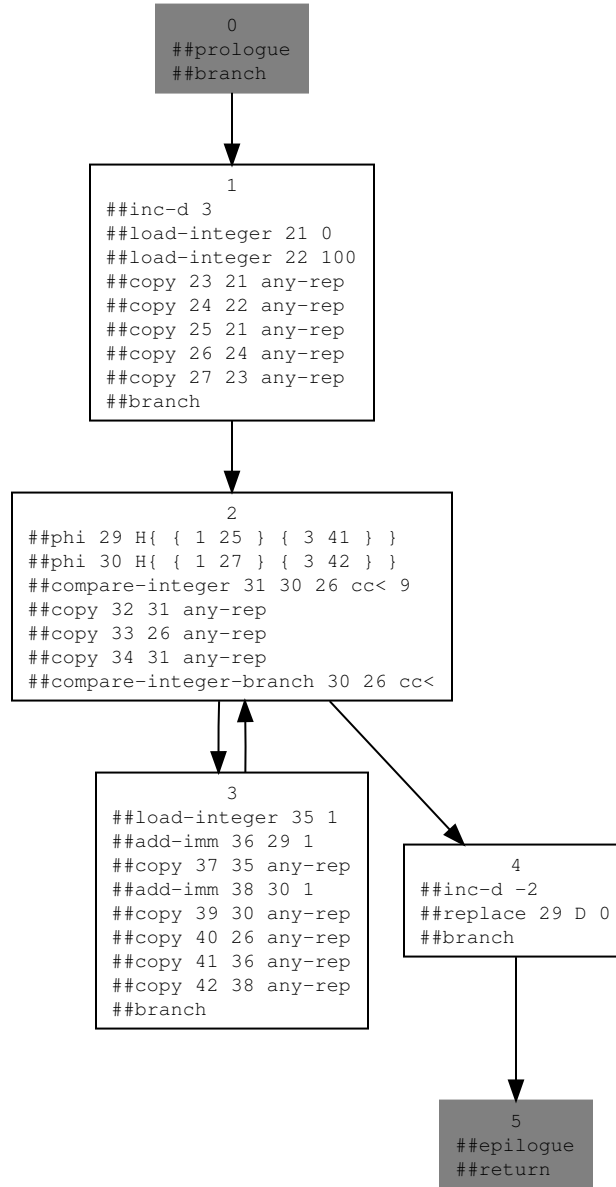 0
##prologue
##branch
1
##inc-d 3
##load-integer 21 0
##load-integer 22 100
##copy 23 21 any-rep
##copy 24 22 any-rep
##copy 25 21 any-rep
##copy 26 24 any-rep
##copy 27 23 any-rep
##branch
2
##phi 29 H{ { 1 25 } { 3 41 } }
##phi 30 H{ { 1 27 } { 3 42 } }
##compare-integer 31 30 26 cc< 9
##copy 32 31 any-rep
##copy 33 26 any-rep
##copy 34 31 any-rep
##compare-integer-branch 30 26 cc<
3
##load-integer 35 1
##add-imm 36 29 1
##copy 37 35 any-rep
##add-imm 38 30 1
##copy 39 30 any-rep
##copy 40 26 any-rep
##copy 41 36 any-rep
##copy 42 38 any-rep
##branch
4
##inc-d -2
##replace 29 D 0
##branch
5
##epilogue
##return